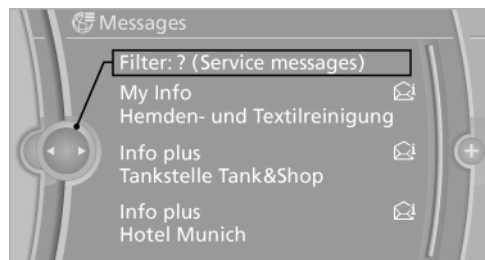 Messages
Filter: ? (Service messages)
My Info
Hemden- und Textilreinigung
Info plus
Tankstelle Tank&Shop
Info plus
Hotel Munich